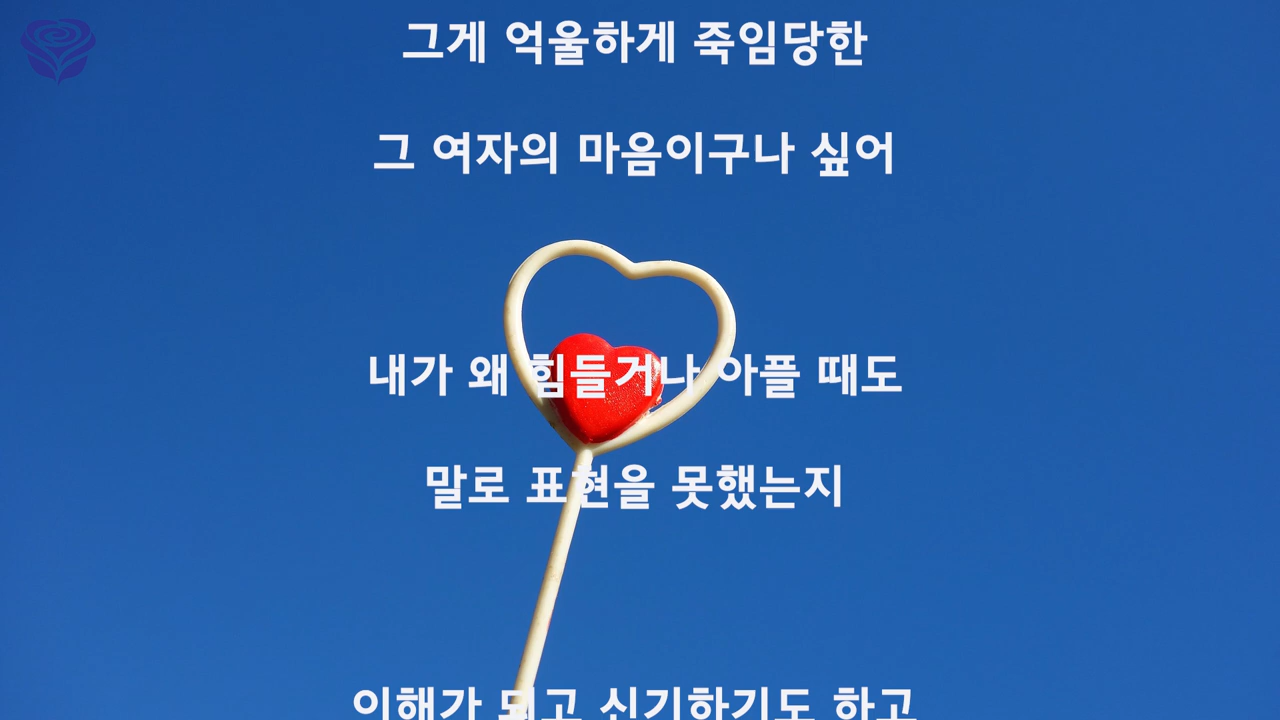 그게 억울하게 죽임당한
그 여자의 마음이구나 싶어
내가 왜 힘들거나 아플 때도
말로 표현을 못했는지
이해가 되고 신기하기도 하고